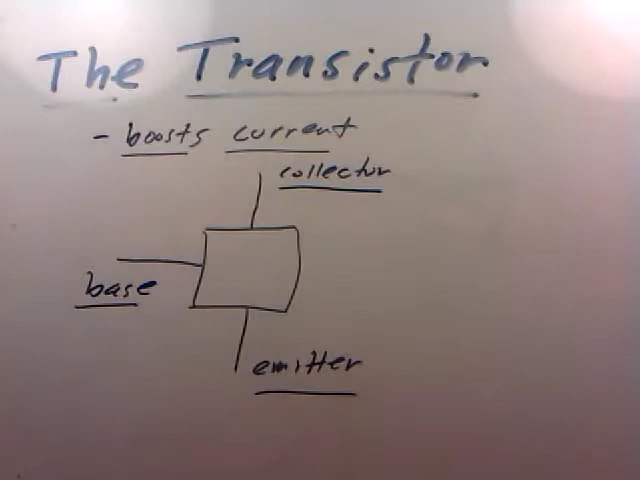 The Transistor
- boosts current
collector
base
emitter